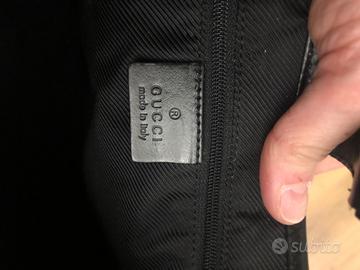 ®
GUCCI
made in italy
subito